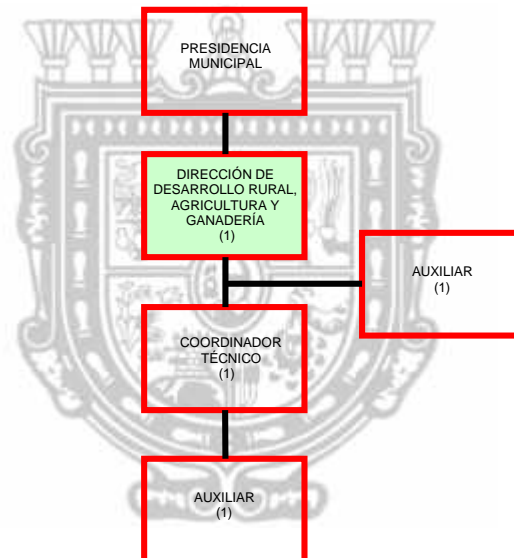 PRESIDENCIA
MUNICIPAL
DIRECCIÓN DE
DESARROLLO RURAL,
AGRICULTURA Y
GANADERÍA
(1)
AUXILIAR
(1)
COORDINADOR
TÉCNICO
(1)
AUXILIAR
(1)